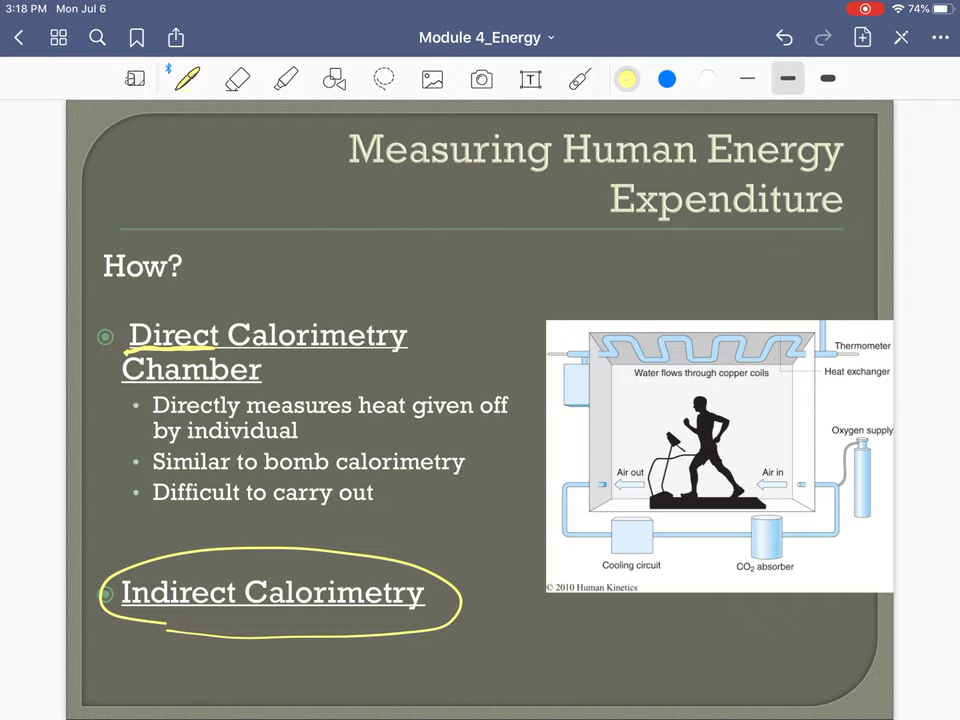 3:18 PM Mon Jul 6
74%
Module 4_Energy
Measuring Human Energy
Expenditure
How?
Direct Calorimetry
Chamber
Directly measures heat given off
by individual
Similar to bomb calorimetry
Difficult to carry out
Indirect Calorimetry
Thermometer
Water flows through copper coils
Heat exchanger
Oxygen supply
Air out
Air in
Cooling circuit
CO₂ absorber
© 2010 Human Kinetics